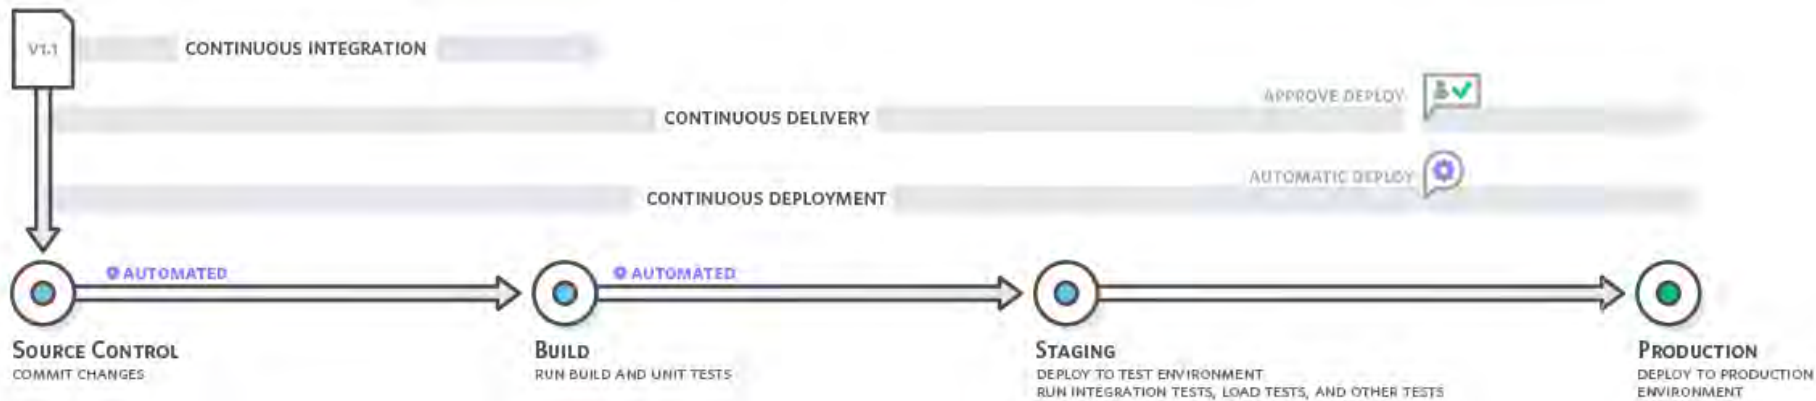 V1.1
CONTINUOUS INTEGRATION
APPROVE DEPLOY
CONTINUOUS DELIVERY
AUTOMATIC DEPLOY
CONTINUOUS DEPLOYMENT
AUTOMATED
AUTOMATED
SOURCE CONTROL
COMMIT CHANGES
BUILD
RUN BUILD AND UNIT TESTS
STAGING
DEPLOY TO TEST ENVIRONMENT
RUN INTEGRATION TESTS, LOAD TESTS, AND OTHER TESTS
PRODUCTION
DEPLOY TO PRODUCTION
ENVIRONMENT